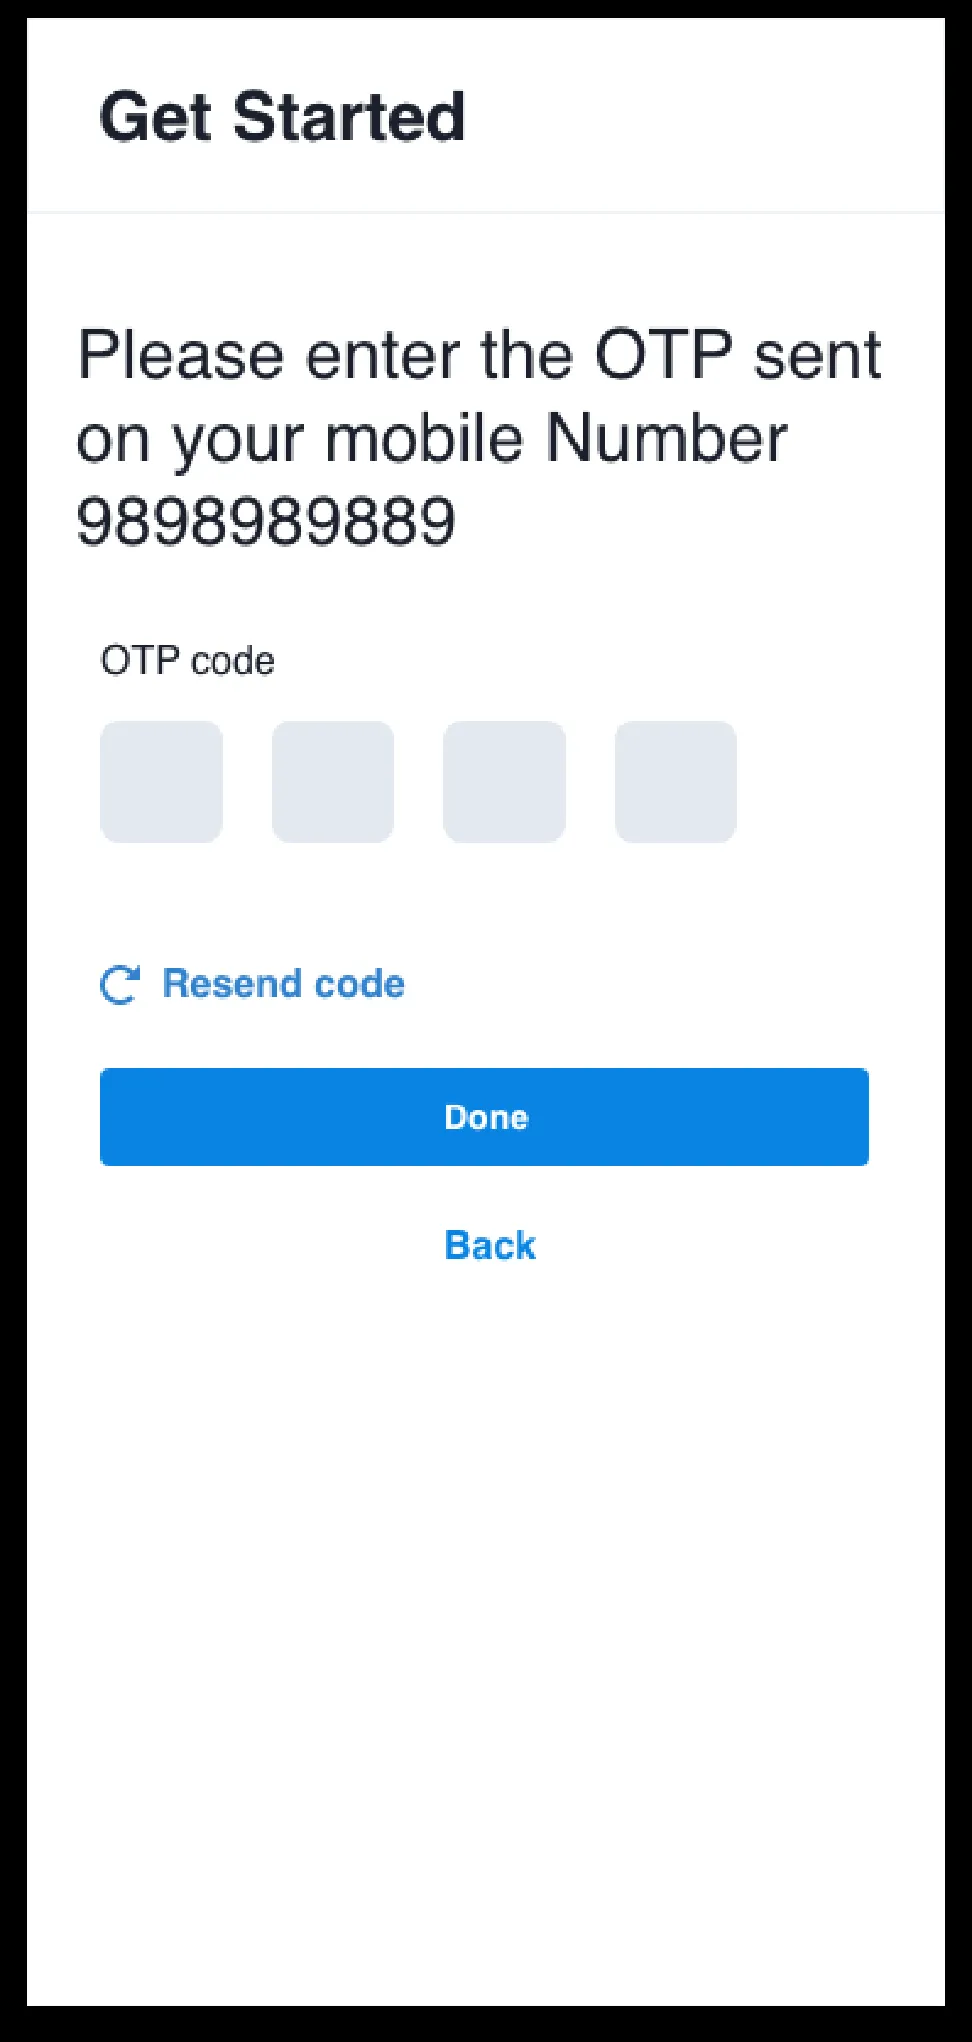 Get Started
Please enter the OTP sent
on your mobile Number
9898989889
OTP code
Resend code
Done
Back